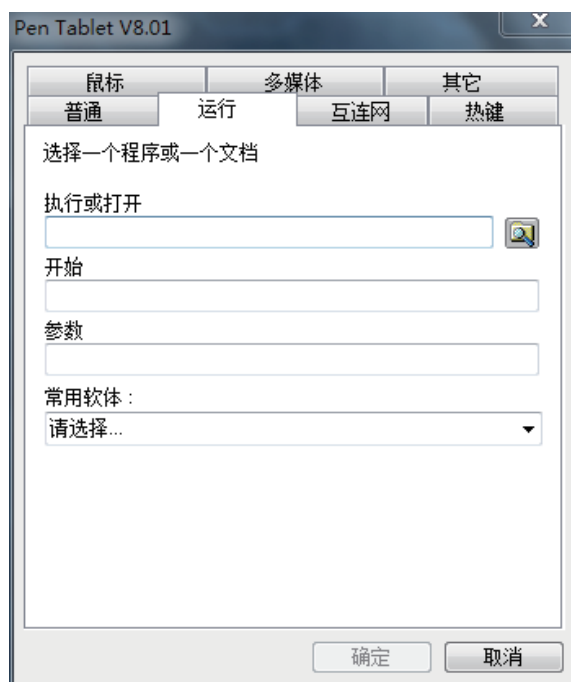 Pen Tablet V8.01
鼠标 多媒体 其它
普通 运行 互连网 热键
选择一个程序或一个文档
执行或打开
开始
参数
常用软体 :
请选择...
确定 取消